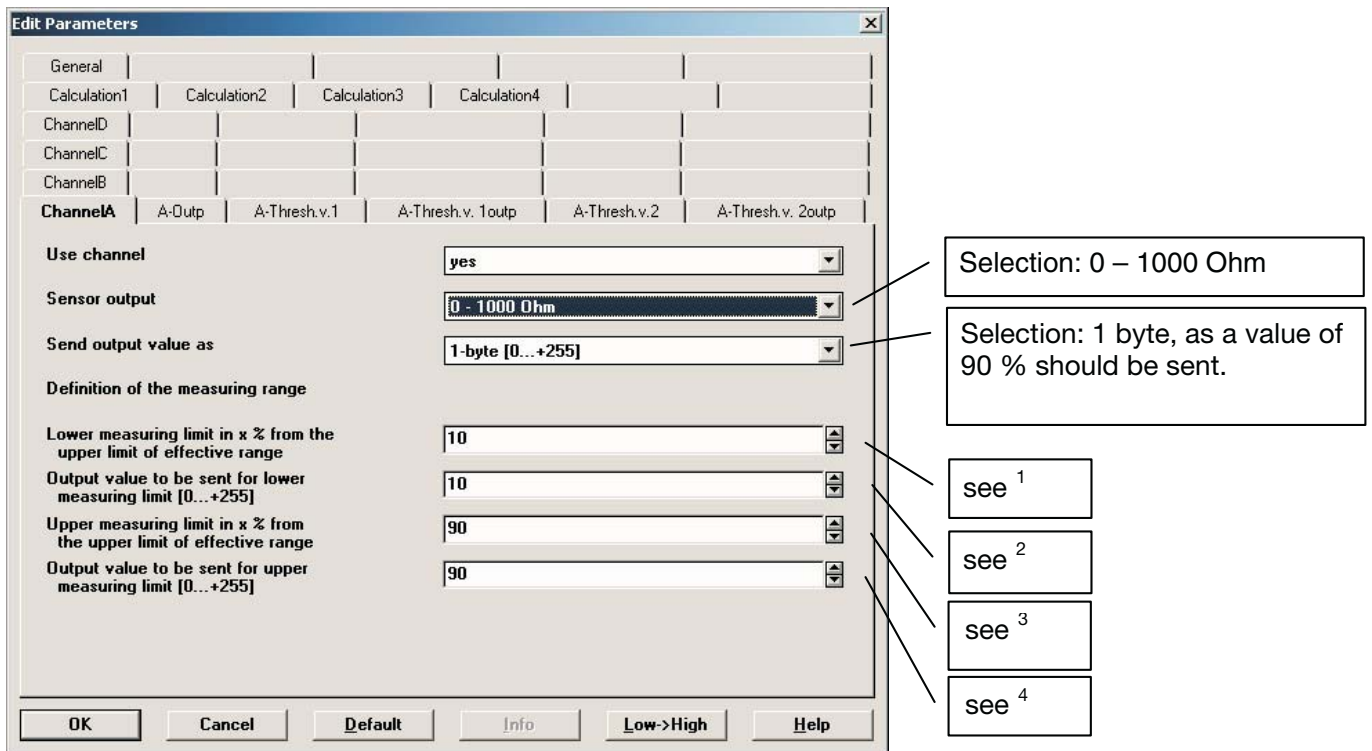 Edit Parameters
General
Calculation1 Calculation2 Calculation3 Calculation4
ChannelD
ChannelC
ChannelB
ChannelA A-Outp A-Thresh.v.1 A-Thresh.v. 1outp A-Thresh.v.2 A-Thresh.v. 2outp
Use channel
yes
Sensor output
0 - 1000 Ohm
Send output value as
1-byte [0...+255]
Definition of the measuring range
Lower measuring limit in x % from the
upper limit of effective range
10
Output value to be sent for lower
measuring limit [0...+255]
10
Upper measuring limit in x % from
the upper limit of effective range
90
Output value to be sent for upper
measuring limit [0...+255]
90
OK Cancel Default Info Low->High Help
Selection: 0 – 1000 Ohm
Selection: 1 byte, as a value of
90 % should be sent.
see 1
see 2
see 3
see 4